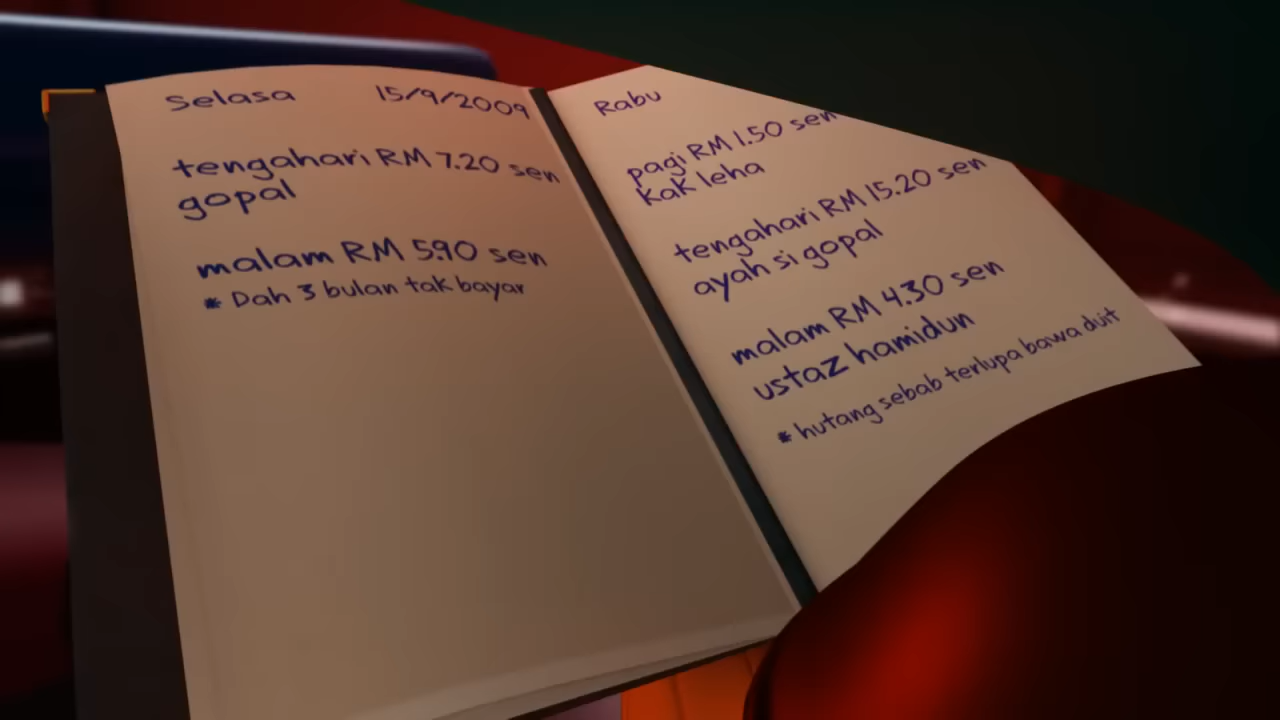 Selasa 15/9/2009
tengahari RM 7.20 sen
gopal
malam RM 5.90 sen
* Dah 3 bulan tak bayar
Rabu
pagi RM 1.50 sen
kak leha
tengahari RM 15.20 sen
ayah si gopal
malam RM 4.30 sen
ustaz hamidun
* hutang sebab terlupa bawa duit